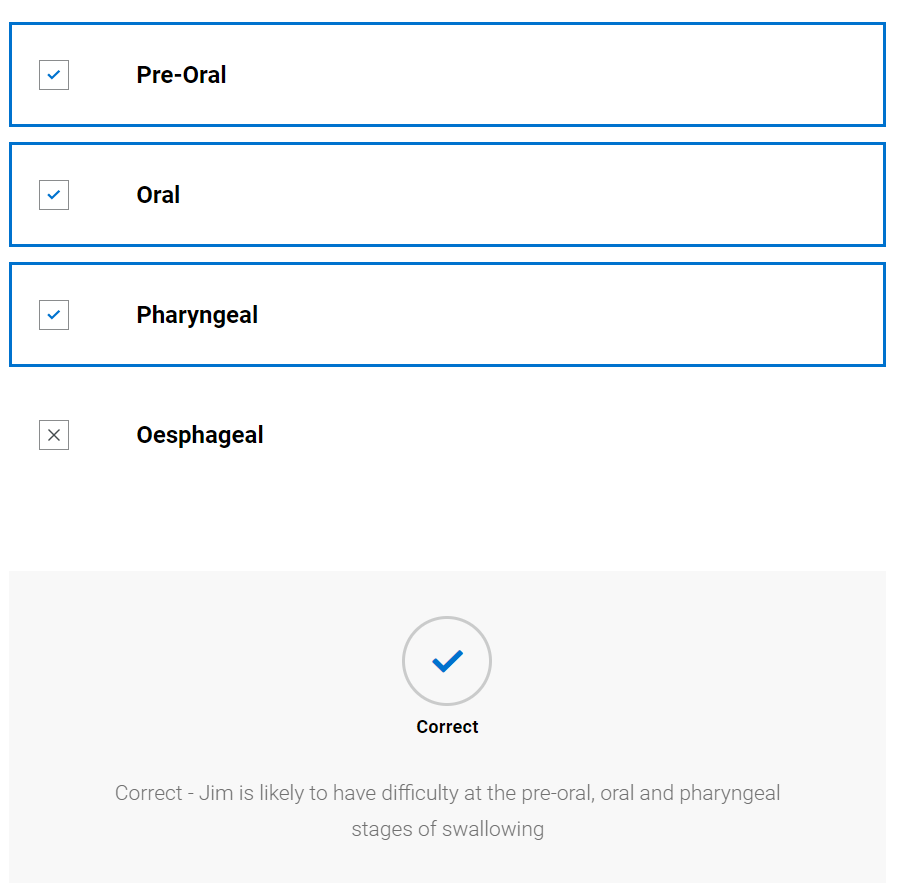 Pre-Oral
Oral
Pharyngeal
Oesphageal
Correct
Correct - Jim is likely to have difficulty at the pre-oral, oral and pharyngeal
stages of swallowing